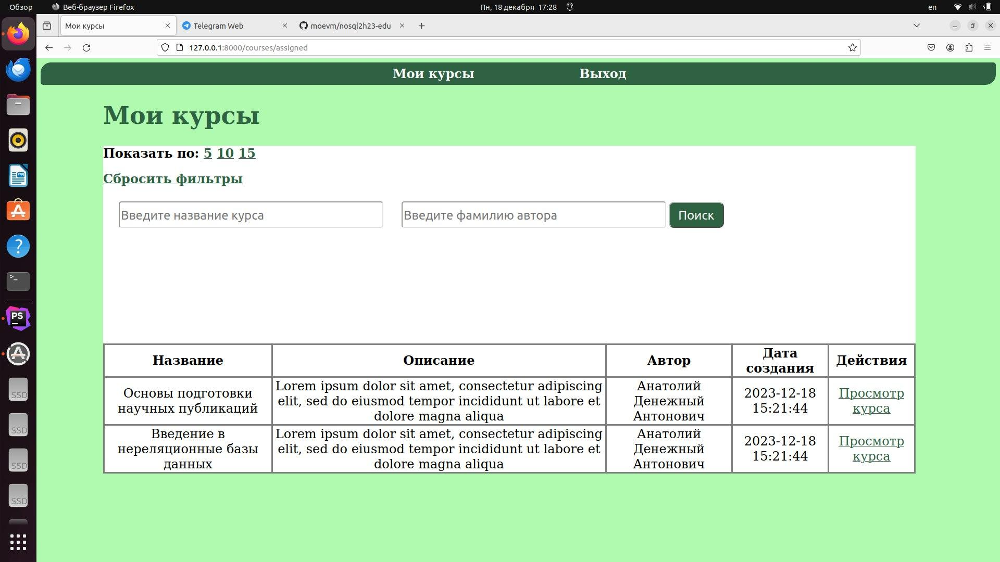 Обзор
Веб-браузер Firefox
Пн, 18 декабря 17:28
en
Мои курсы
Telegram Web
moevm/nosql2h23-edu
127.0.0.1:8000/courses/assigned
Мои курсы
Выход
Мои курсы
Показать по: 5 10 15
Сбросить фильтры
Введите название курса
Введите фамилию автора
Поиск
Название
Описание
Автор
Дата
создания
Действия
Основы подготовки
научных публикаций
Lorem ipsum dolor sit amet, consectetur adipiscing
elit, sed do eiusmod tempor incididunt ut labore et
dolore magna aliqua
Анатолий
Денежный
Антонович
2023-12-18
15:21:44
Просмотр
курса
Введение в
нереляционные базы
данных
Lorem ipsum dolor sit amet, consectetur adipiscing
elit, sed do eiusmod tempor incididunt ut labore et
dolore magna aliqua
Анатолий
Денежный
Антонович
2023-12-18
15:21:44
Просмотр
курса
?
>_
PS
A
SSD
SSD
SSD
SSD